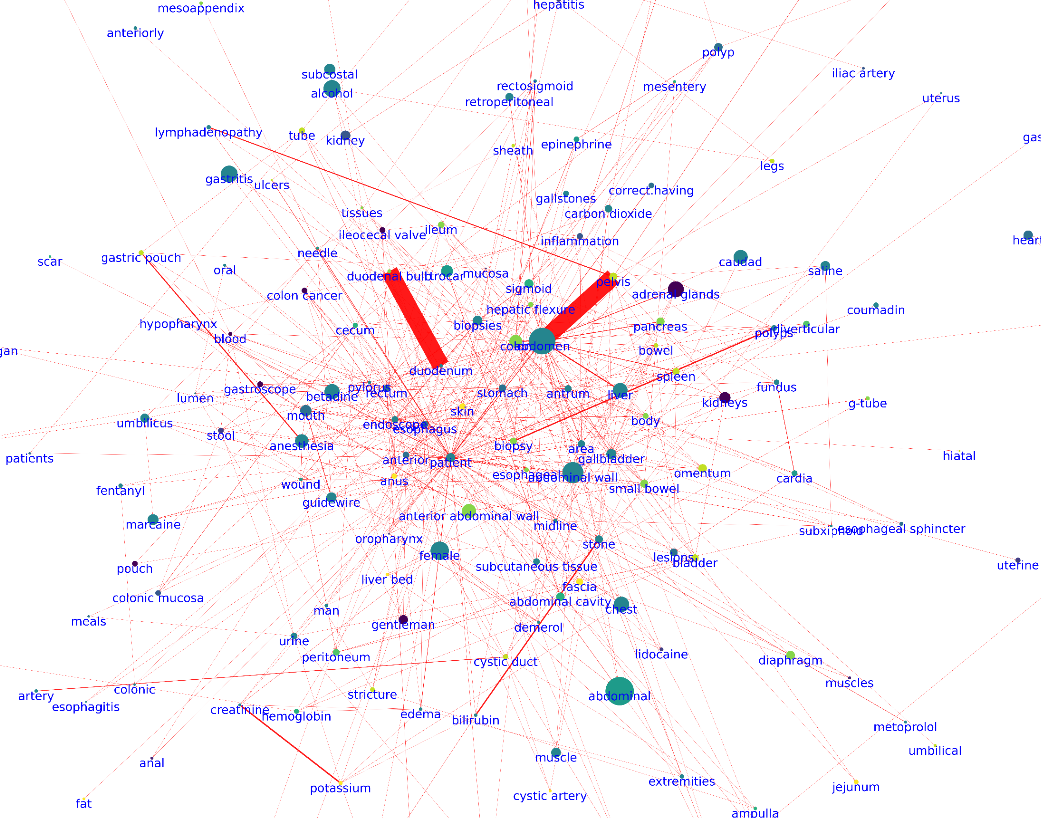 hepatitis
mesoappendix
anteriorly
polyp
subcostal
iliac artery
rectosigmoid
mesentery
alcohol
uterus
retroperitoneal
lymphadenopathy
tube
kidney
gas
epinephrine
sheath
legs
gastritis
ulcers
correct.having
gallstones
tissues
carbon dioxide
ileum
ileocecal valve
inflammation
heart
needle
gastric pouch
scar
caudad
oral
saline
duodenal bulb
trocar
mucosa
pelvis
sigmoid
colon cancer
adrenal glands
hepatic flexure
coumadin
hypopharynx
biopsies
pancreas
cecum
diverticular
polyps
blood
colon
abdomen
gan
bowel
duodenum
spleen
pylorus
fundus
gastroscope
rectum
stomach
antrum
liver
betadine
lumen
kidneys
g-tube
skin
mouth
umbilicus
endoscope
body
esophagus
stool
anesthesia
biopsy
area
patients
hiatal
anterior
patient
gallbladder
esophageal
abdominal wall
omentum
cardia
anus
wound
small bowel
fentanyl
guidewire
anterior abdominal wall
marcaine
midline
subxiphoid
esophageal sphincter
oropharynx
stone
female
lesions
bladder
uterine
pouch
subcutaneous tissue
liver bed
fascia
colonic mucosa
abdominal cavity
man
chest
meals
gentleman
demerol
urine
peritoneum
cystic duct
lidocaine
diaphragm
muscles
colonic
artery
stricture
abdominal
esophagitis
creatinine
hemoglobin
edema
bilirubin
metoprolol
umbilical
muscle
anal
extremities
potassium
jejunum
cystic artery
fat
ampulla